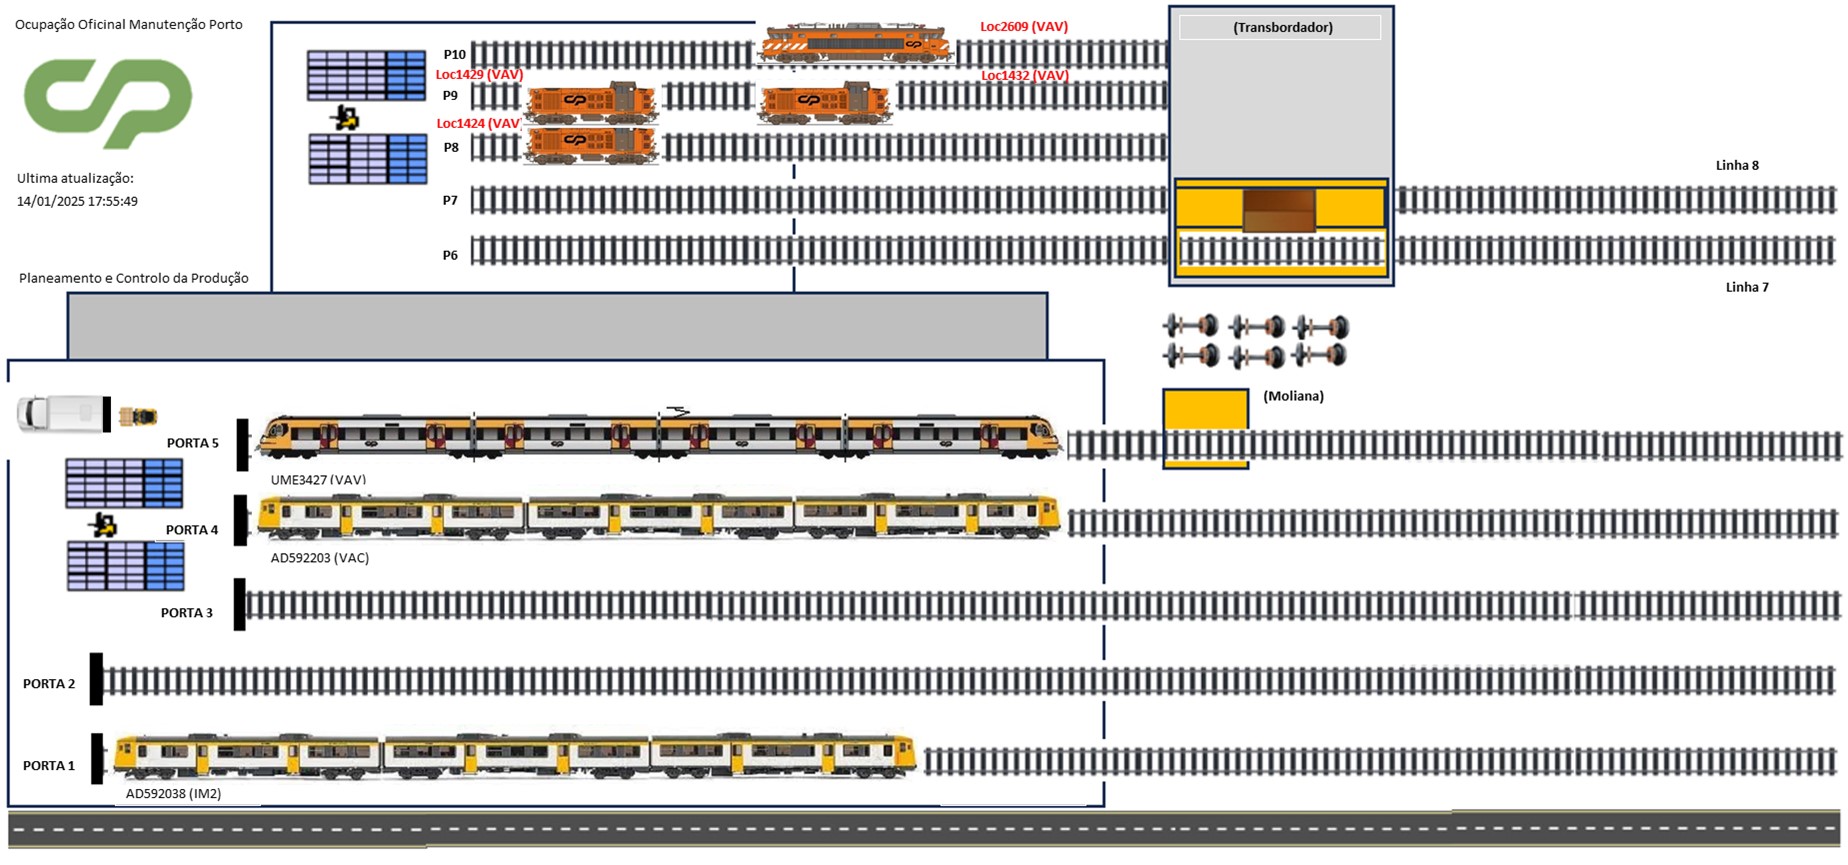 Ocupação Oficinal Manutenção Porto
Loc2609 (VAV)
(Transbordador)
P10
Loc1429 (VAV)
Loc1432 (VAV)
P9
Loc1424 (VAV)
P8
Linha 8
Ultima atualização:
14/01/2025 17:55:49
P7
P6
Planeamento e Controlo da Produção
Linha 7
(Moliana)
PORTA 5
UME3427 (VAV)
PORTA 4
AD592203 (VAC)
PORTA 3
PORTA 2
PORTA 1
AD592038 (IM2)